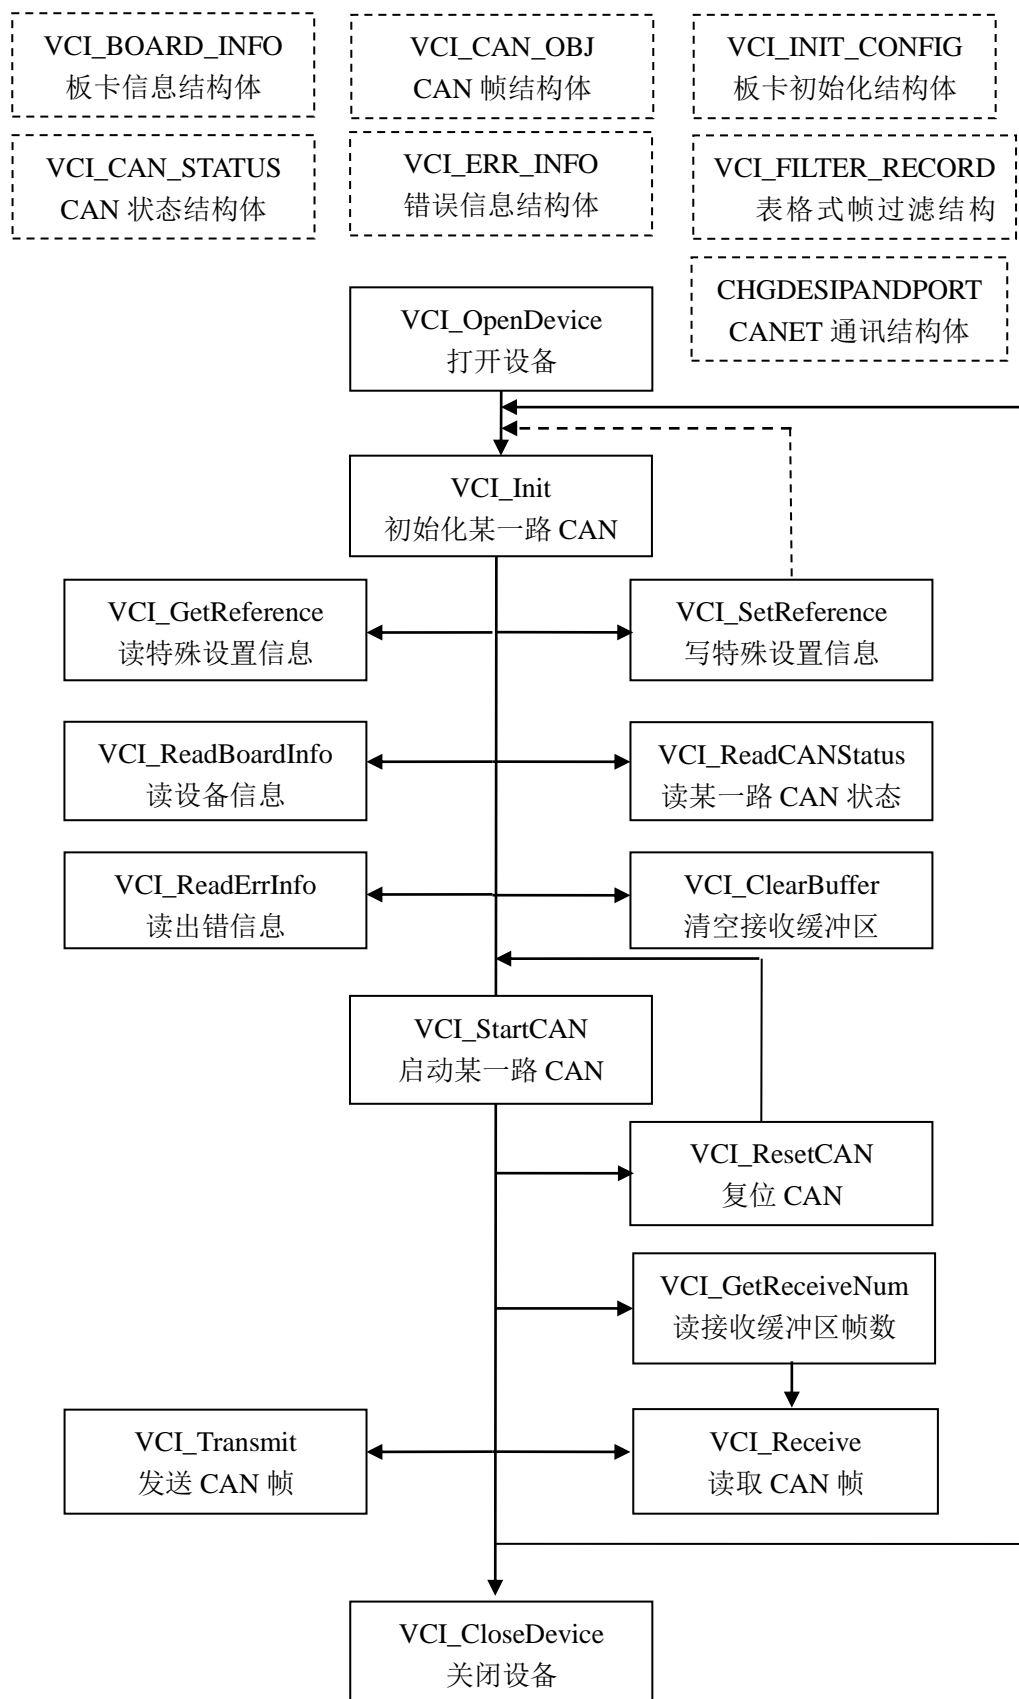 VCI_BOARD_INFO
板卡信息结构体
VCI_CAN_OBJ
CAN 帧结构体
VCI_INIT_CONFIG
板卡初始化结构体
VCI_CAN_STATUS
CAN 状态结构体
VCI_ERR_INFO
错误信息结构体
VCI_FILTER_RECORD
表格式帧过滤结构
CHGDESIPANDPORT
CANET 通讯结构体
VCI_OpenDevice
打开设备
VCI_Init
初始化某一路 CAN
VCI_GetReference
读特殊设置信息
VCI_SetReference
写特殊设置信息
VCI_ReadBoardInfo
读设备信息
VCI_ReadCANStatus
读某一路 CAN 状态
VCI_ReadErrInfo
读出错信息
VCI_ClearBuffer
清空接收缓冲区
VCI_StartCAN
启动某一路 CAN
VCI_ResetCAN
复位 CAN
VCI_GetReceiveNum
读接收缓冲区帧数
VCI_Transmit
发送 CAN 帧
VCI_Receive
读取 CAN 帧
VCI_CloseDevice
关闭设备